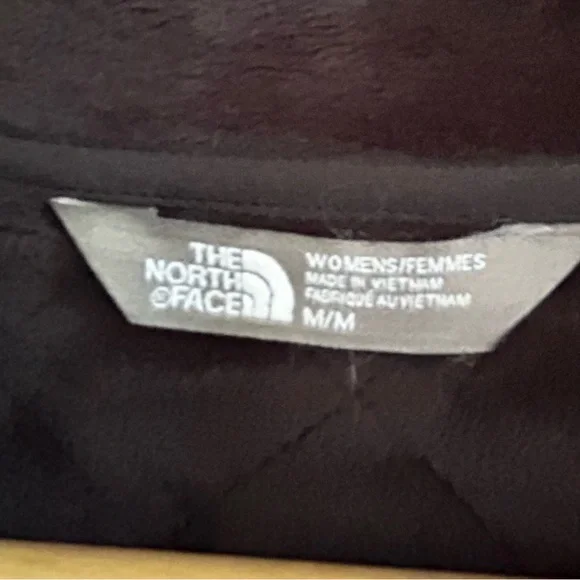 THE
NORTH
®FACE
WOMENS/FEMMES
MADE IN VIETNAM
FABRIQUÉ AU VIETNAM
M/M